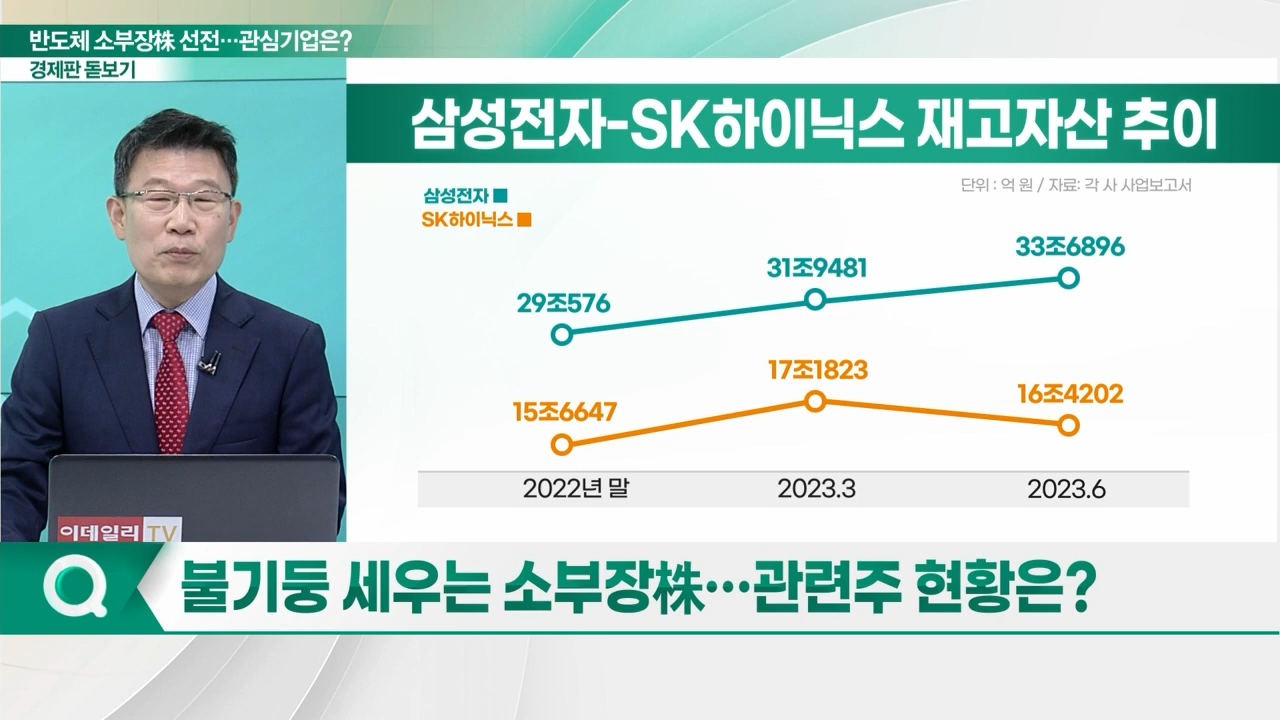 반도체 소부장株 선전…관심기업은?
경제판 돋보기
삼성전자-SK하이닉스 재고자산 추이
단위 : 억 원 / 자료: 각 사 사업보고서
삼성전자
SK하이닉스
29조576
31조9481
33조6896
15조6647
17조1823
16조4202
2022년 말
2023.3
2023.6
이데일리 TV
불기둥 세우는 소부장株…관련주 현황은?